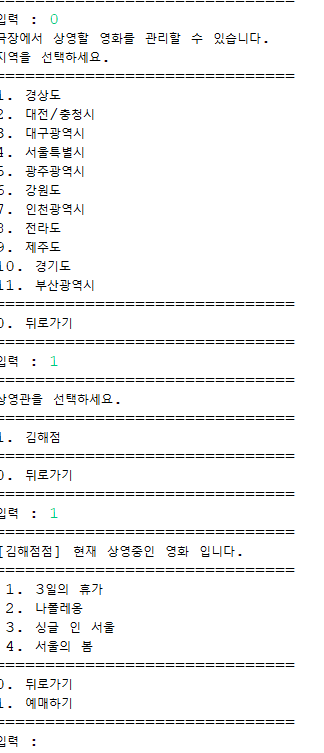 ===============================
입력 : 0
극장에서 상영할 영화를 관리할 수 있습니다.
지역을 선택하세요.
===============================
1. 경상도
2. 대전/충청시
3. 대구광역시
4. 서울특별시
5. 광주광역시
6. 강원도
7. 인천광역시
8. 전라도
9. 제주도
10. 경기도
11. 부산광역시
===============================
0. 뒤로가기
===============================
입력 : 1
===============================
상영관을 선택하세요.
===============================
1. 김해점
===============================
0. 뒤로가기
===============================
입력 : 1
===============================
[김해점점] 현재 상영중인 영화 입니다.
===============================
1. 3일의 휴가
2. 나폴레옹
3. 싱글 인 서울
4. 서울의 봄
===============================
0. 뒤로가기
1. 예매하기
===============================
입력 :